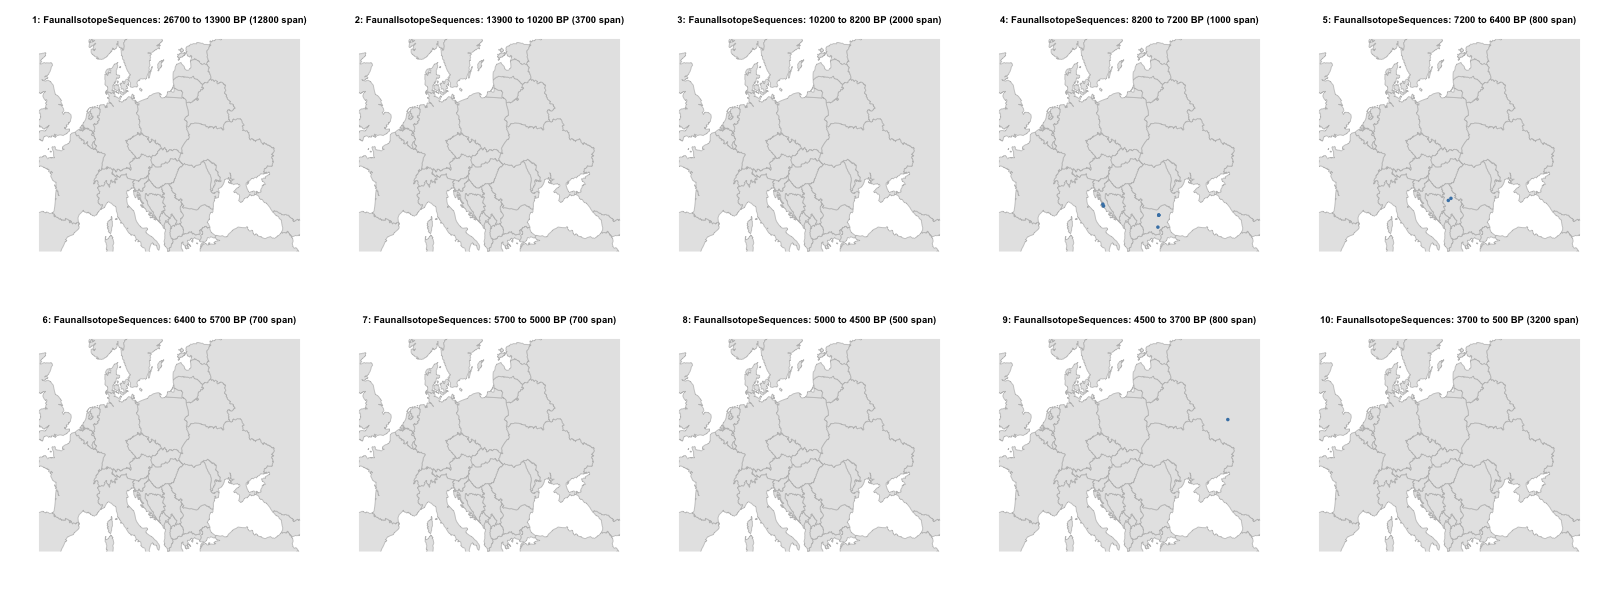 1: FaunalIsotopeSequences: 26700 to 13900 BP (12800 span)
2: FaunalIsotopeSequences: 13900 to 10200 BP (3700 span)
3: FaunalIsotopeSequences: 10200 to 8200 BP (2000 span)
4: FaunalIsotopeSequences: 8200 to 7200 BP (1000 span)
5: FaunalIsotopeSequences: 7200 to 6400 BP (800 span)
6: FaunalIsotopeSequences: 6400 to 5700 BP (700 span)
7: FaunalIsotopeSequences: 5700 to 5000 BP (700 span)
8: FaunalIsotopeSequences: 5000 to 4500 BP (500 span)
9: FaunalIsotopeSequences: 4500 to 3700 BP (800 span)
10: FaunalIsotopeSequences: 3700 to 500 BP (3200 span)